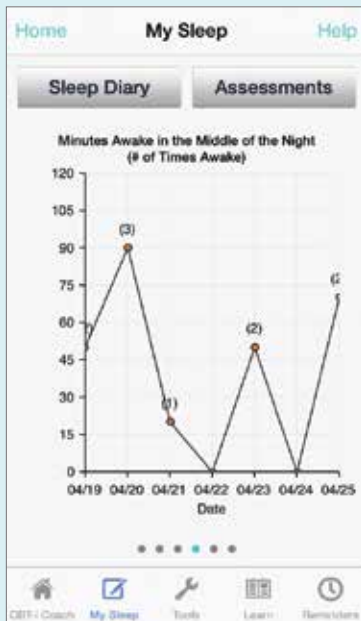 Home My Sleep Help
Sleep Diary Assessments
Minutes Awake in the Middle of the Night
(# of Times Awake)
120
105
90
75
60
45
30
15
0
(3)
(1)
(2)
04/19 04/20 04/21 04/22 04/23 04/24 04/25
Date
CBT-i Coach My Sleep Tools Learn Reminders